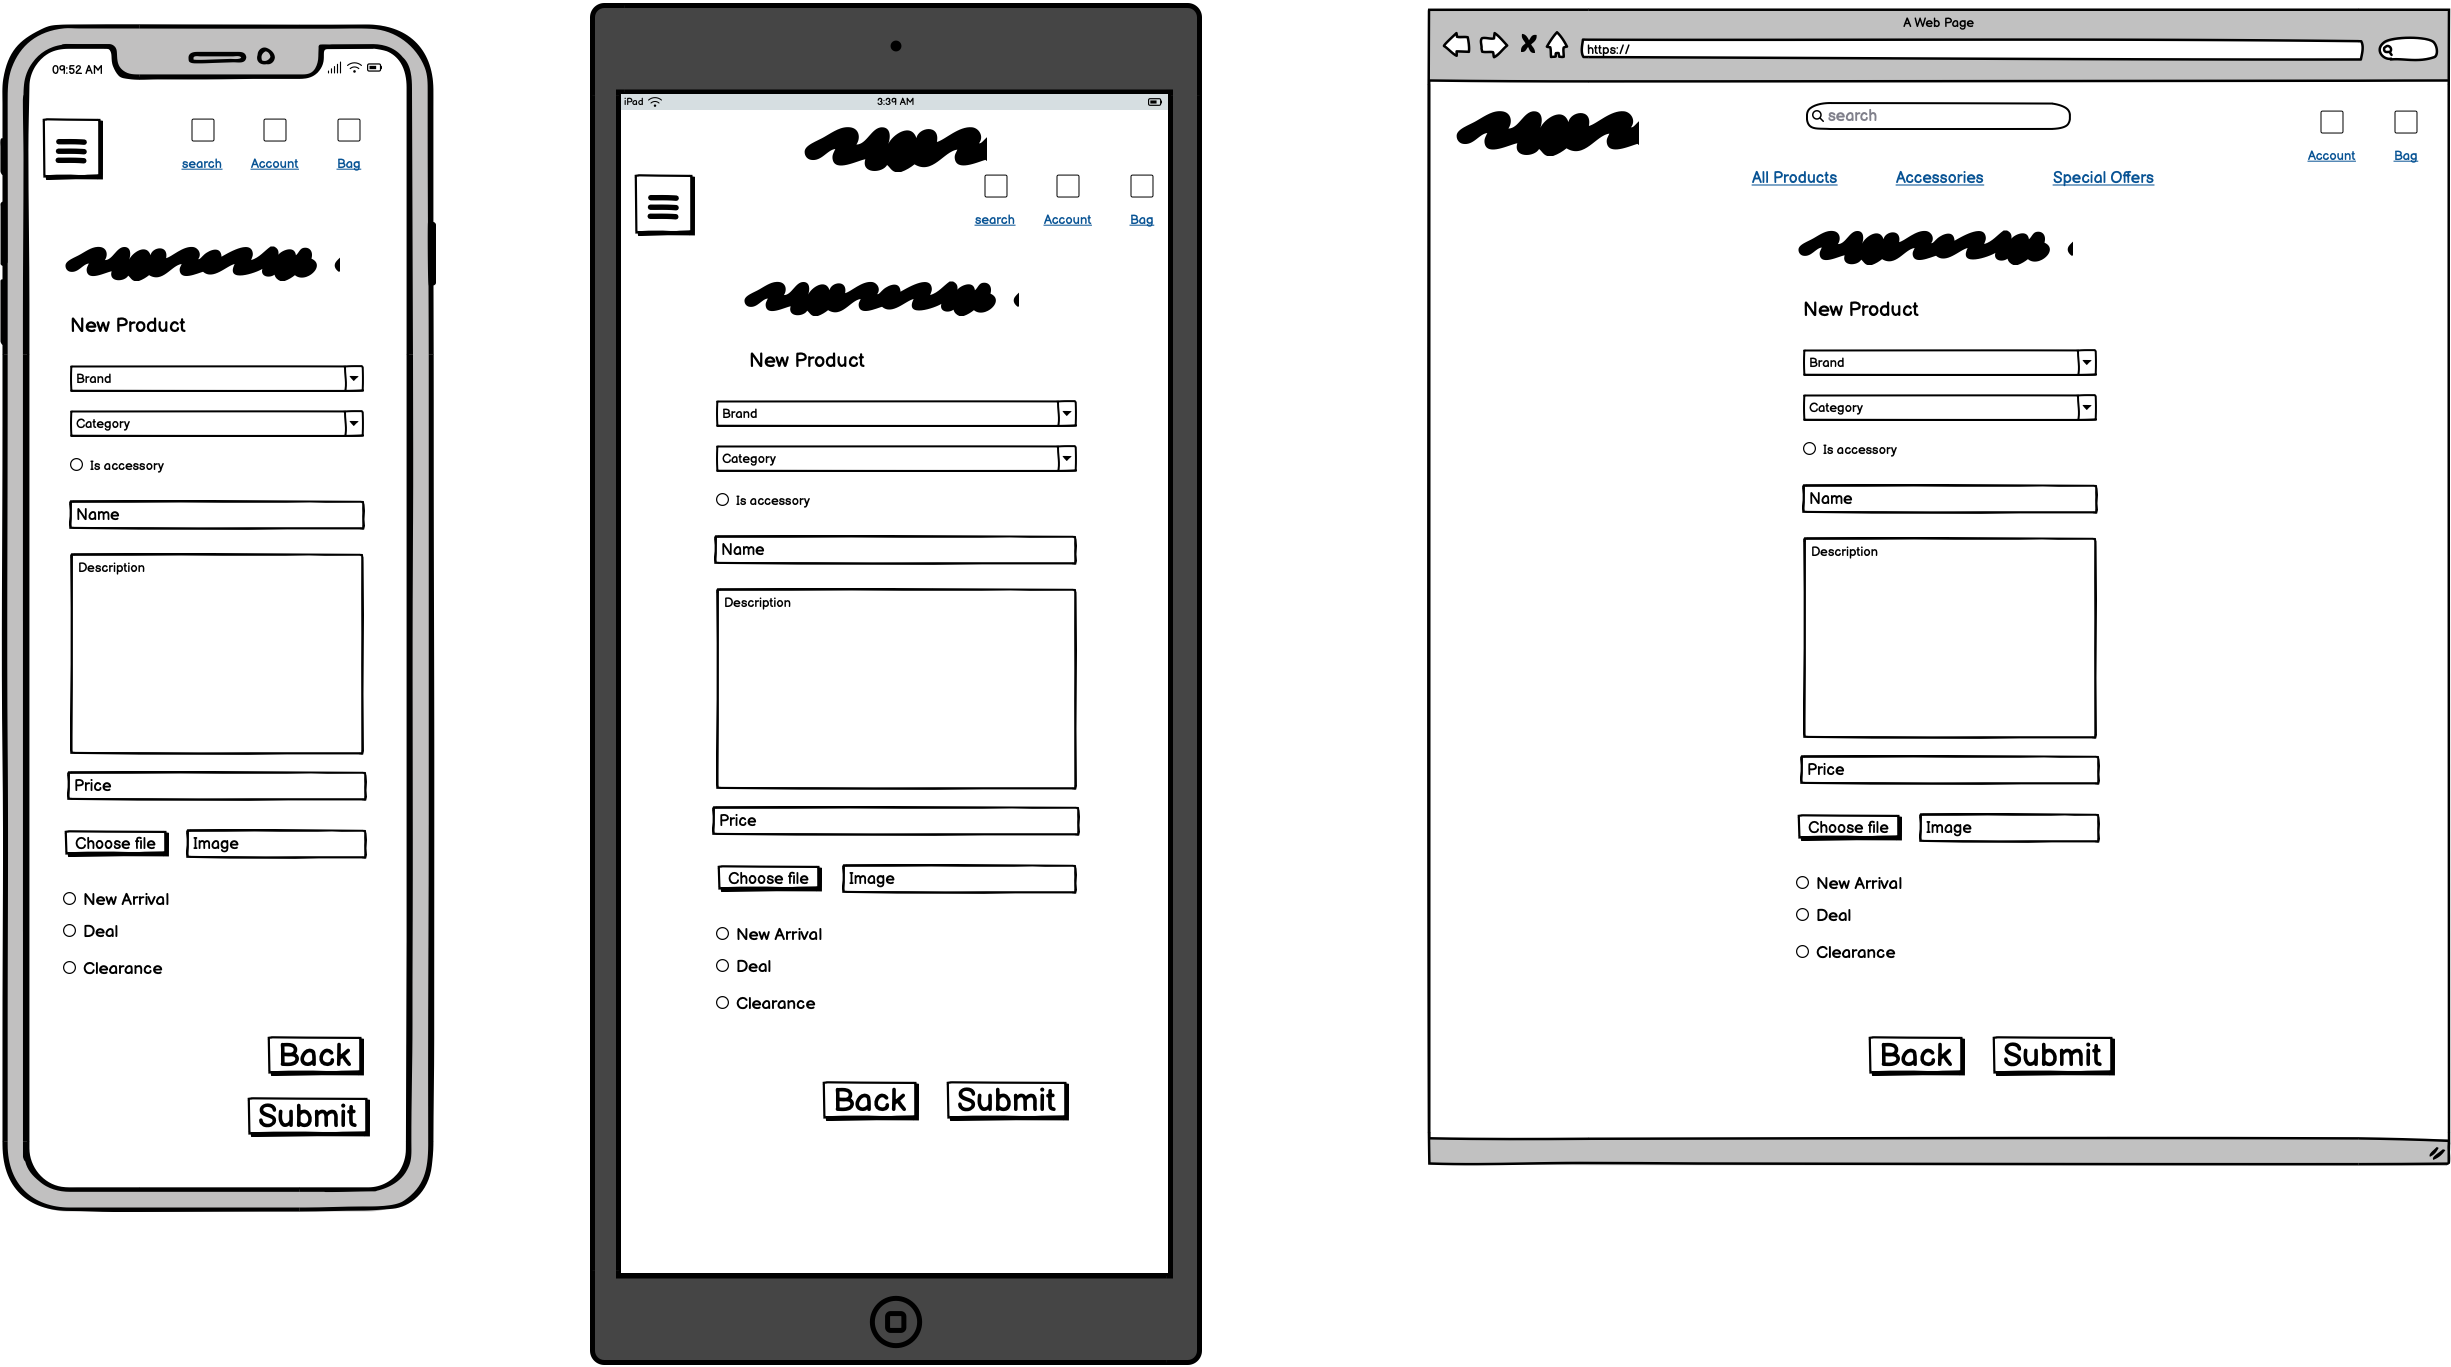 09:52 AM
search Account Bag
New Product
Brand
Category
Is accessory
Name
Description
Price
Choose file Image
New Arrival
Deal
Clearance
Back
Submit
iPad 3:39 AM
search Account Bag
New Product
Brand
Category
Is accessory
Name
Description
Price
Choose file Image
New Arrival
Deal
Clearance
Back Submit
A Web Page
https://
search
Account Bag
All Products Accessories Special Offers
New Product
Brand
Category
Is accessory
Name
Description
Price
Choose file Image
New Arrival
Deal
Clearance
Back Submit